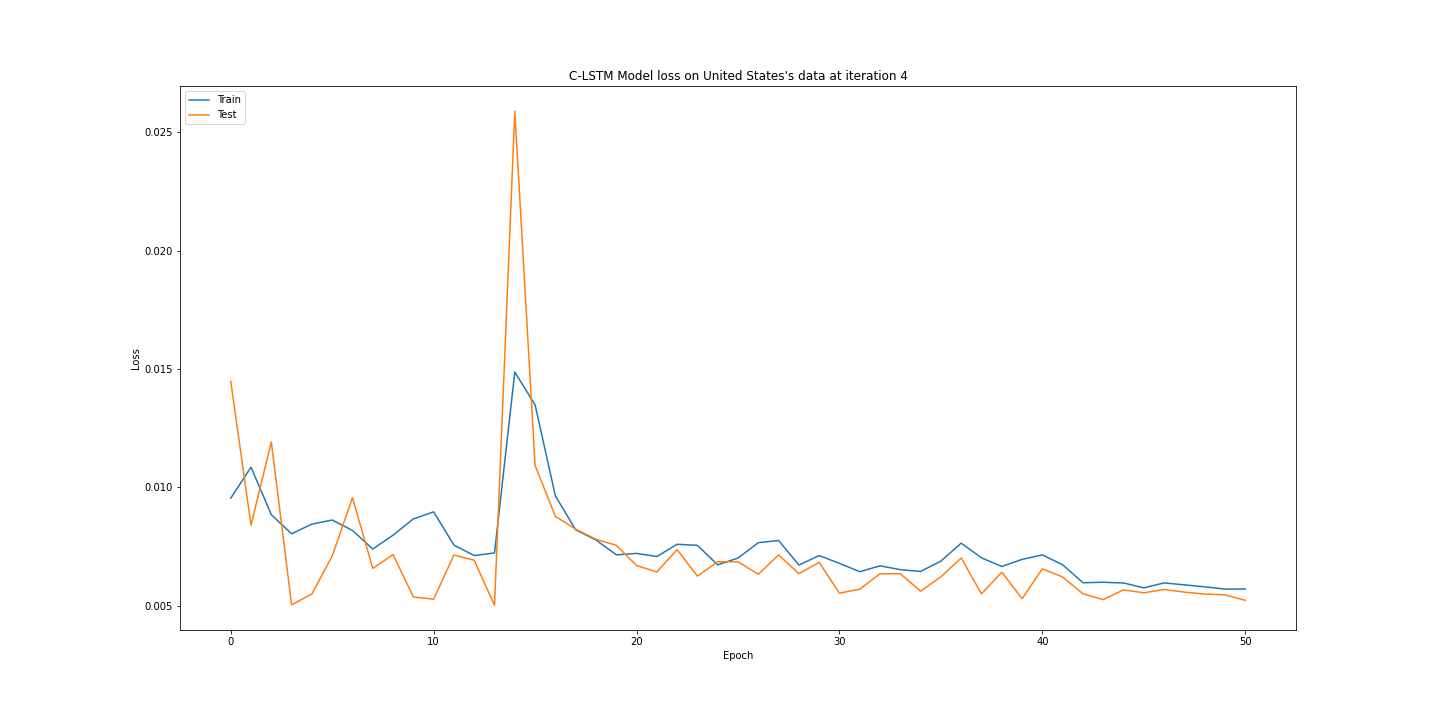 C-LSTM Model loss on United States's data at iteration 4
Train
Test
0.025
0.020
0.015
0.010
0.005
Loss
0 10 20 30 40 50
Epoch